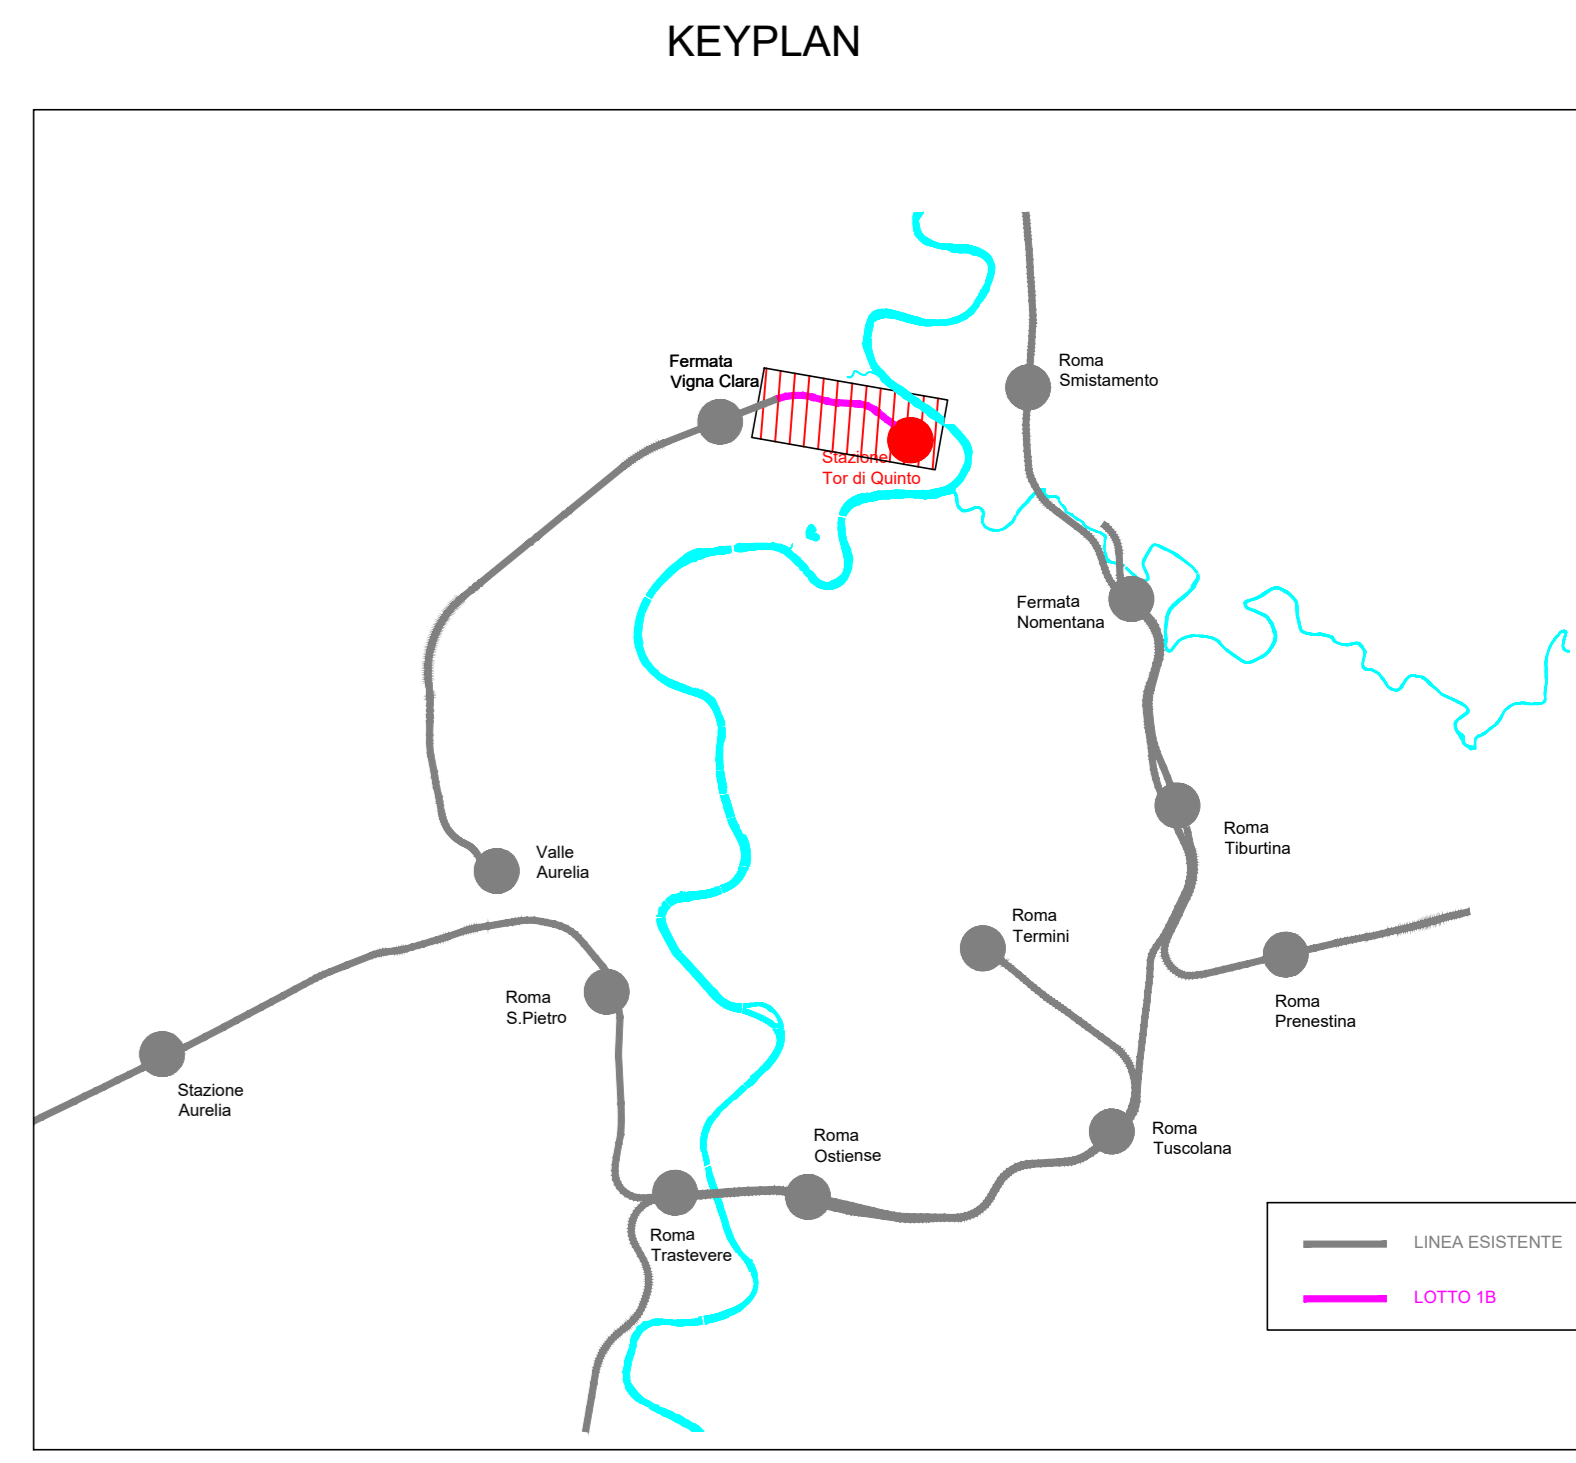 KEYPLAN
Fermata
Vigna Clara
Roma
Smistamento
Stazione
Tor di Quinto
Fermata
Nomentana
Roma
Tiburtina
Valle
Aurelia
Roma
Termini
Roma
S.Pietro
Roma
Prenestina
Stazione
Aurelia
Roma
Ostiense
Roma
Tuscolana
Roma
Trastevere
LINEA ESISTENTE
LOTTO 1B